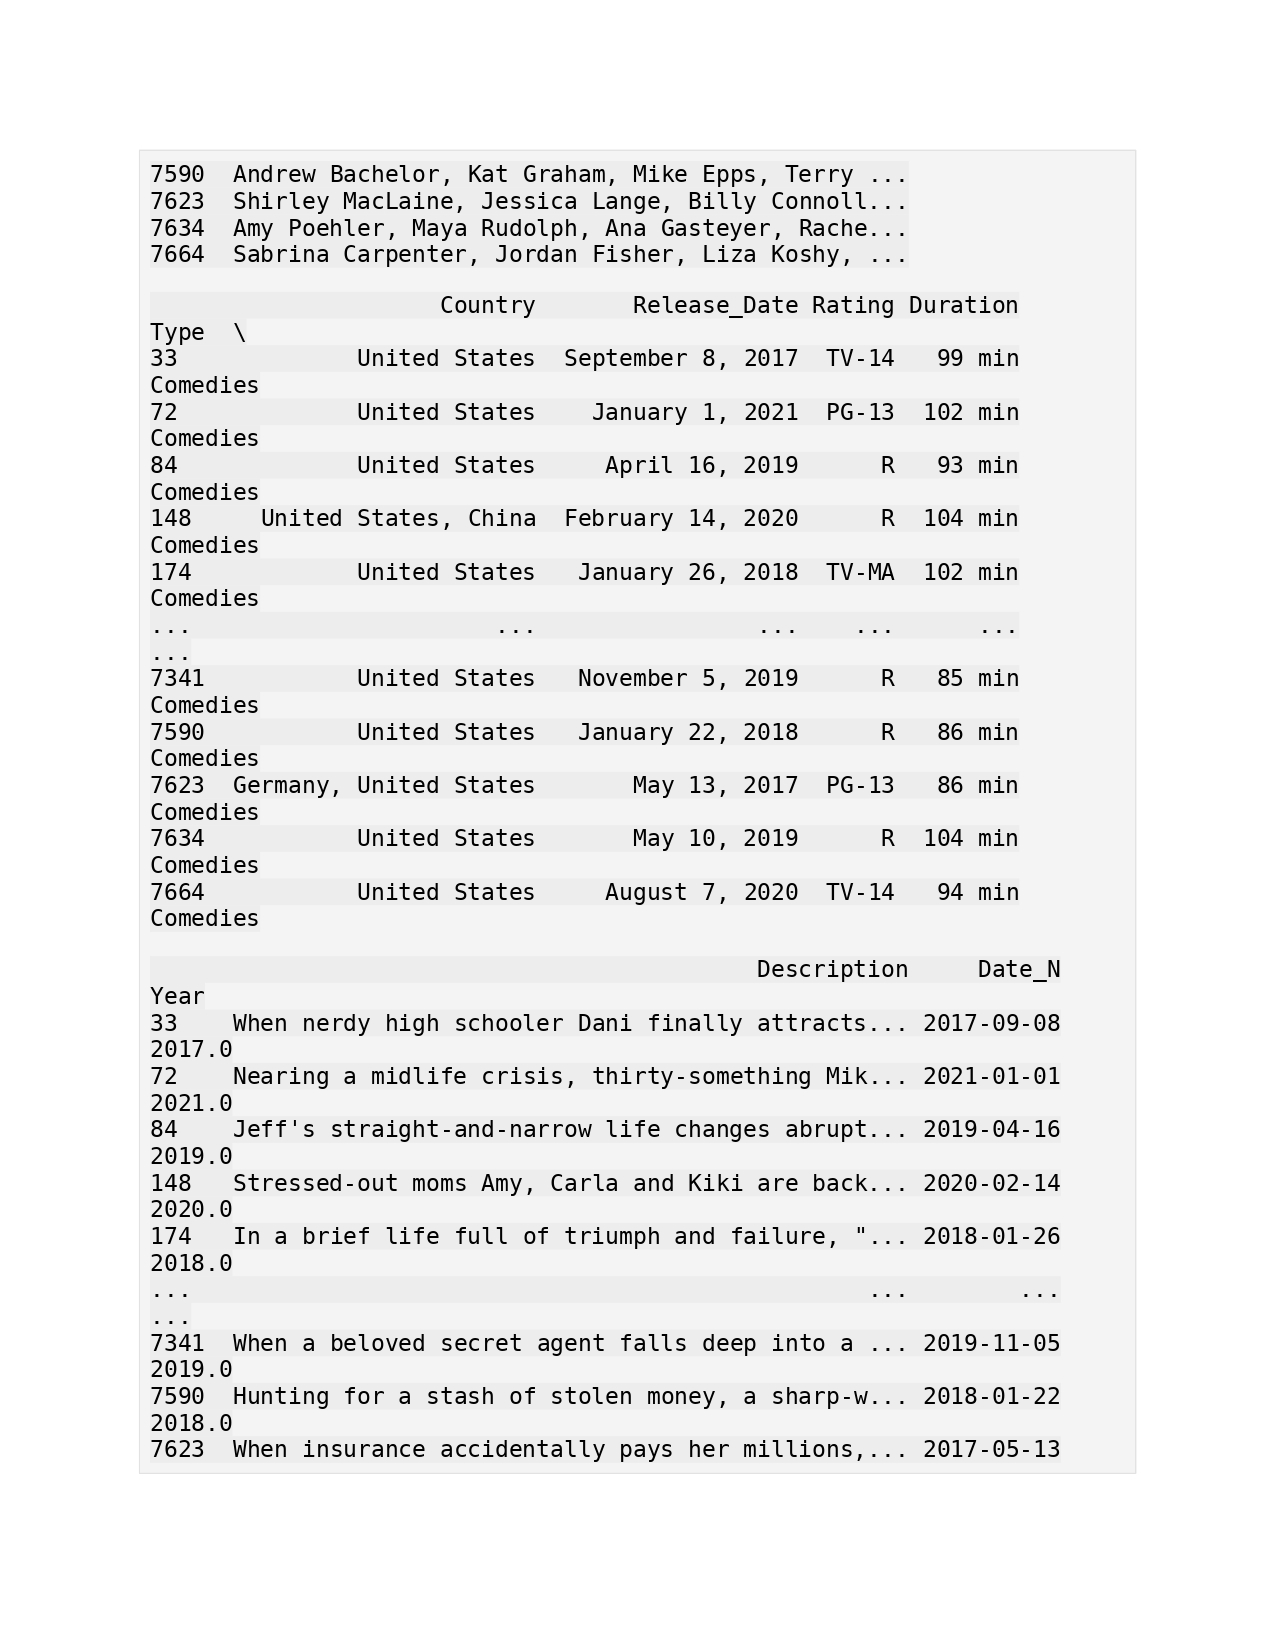 7590  Andrew Bachelor, Kat Graham, Mike Epps, Terry ...
7623  Shirley MacLaine, Jessica Lange, Billy Connoll...
7634  Amy Poehler, Maya Rudolph, Ana Gasteyer, Rache...
7664  Sabrina Carpenter, Jordan Fisher, Liza Koshy, ...
                     Country       Release_Date Rating Duration
Type  \
33             United States  September 8, 2017  TV-14   99 min
Comedies
72             United States    January 1, 2021  PG-13  102 min
Comedies
84             United States     April 16, 2019      R   93 min
Comedies
148     United States, China  February 14, 2020      R  104 min
Comedies
174            United States   January 26, 2018  TV-MA  102 min
Comedies
...                      ...                ...    ...      ...
...
7341           United States   November 5, 2019      R   85 min
Comedies
7590           United States   January 22, 2018      R   86 min
Comedies
7623  Germany, United States       May 13, 2017  PG-13   86 min
Comedies
7634           United States       May 10, 2019      R  104 min
Comedies
7664           United States     August 7, 2020  TV-14   94 min
Comedies
                                            Description     Date_N
Year
33    When nerdy high schooler Dani finally attracts... 2017-09-08
2017.0
72    Nearing a midlife crisis, thirty-something Mik... 2021-01-01
2021.0
84    Jeff's straight-and-narrow life changes abrupt... 2019-04-16
2019.0
148   Stressed-out moms Amy, Carla and Kiki are back... 2020-02-14
2020.0
174   In a brief life full of triumph and failure, "... 2018-01-26
2018.0
...                                                 ...        ...
...
7341  When a beloved secret agent falls deep into a ... 2019-11-05
2019.0
7590  Hunting for a stash of stolen money, a sharp-w... 2018-01-22
2018.0
7623  When insurance accidentally pays her millions,... 2017-05-13